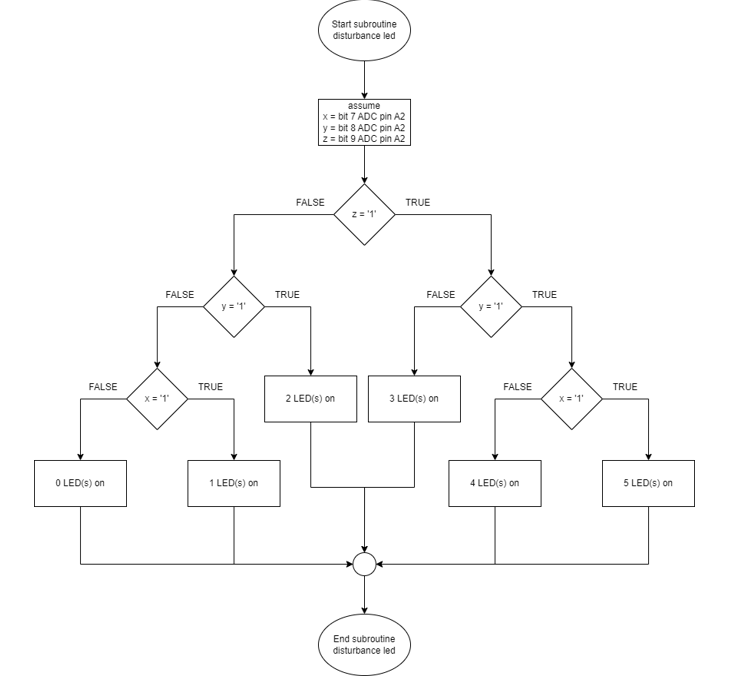 Start subroutine
disturbance led
assume
x = bit 7 ADC pin A2
y = bit 8 ADC pin A2
z = bit 9 ADC pin A2
FALSE
TRUE
z = '1'
FALSE
TRUE
FALSE
TRUE
y = '1'
y = '1'
FALSE
TRUE
2 LED(s) on
3 LED(s) on
FALSE
TRUE
x = '1'
x = '1'
0 LED(s) on
1 LED(s) on
4 LED(s) on
5 LED(s) on
End subroutine
disturbance led